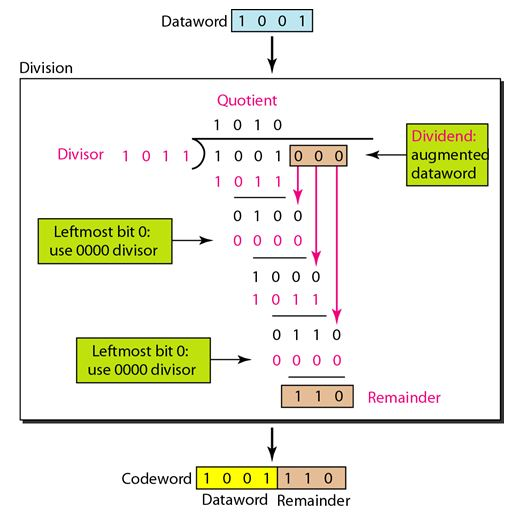 Dataword 1 0 0 1
Division
Quotient
1 0 1 0
Divisor 1 0 1 1 1 0 0 1 0 0 0
Dividend:
augmented
dataword
1 0 1 1
0 1 0 0
Leftmost bit 0:
use 0000 divisor
0 0 0 0
1 0 0 0
1 0 1 1
0 1 1 0
Leftmost bit 0:
use 0000 divisor
0 0 0 0
1 1 0 Remainder
Codeword 1 0 0 1 1 1 0
Dataword Remainder